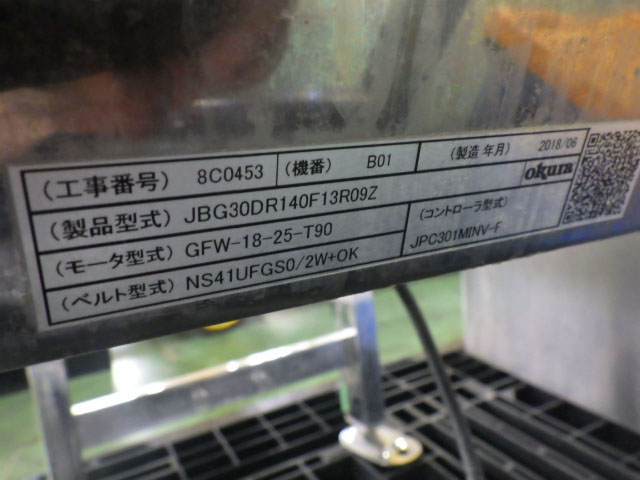 (工事番号) 8C0453 (機番) B01 (製造 年月) 2018/06
(製品型式) JBG30DR140F13R09Z okura
(モータ型式) GFW-18-25-T90 (コントローラ型式)
(ベルト型式) NS41UFGS0/2W+OK JPC301MINV-F